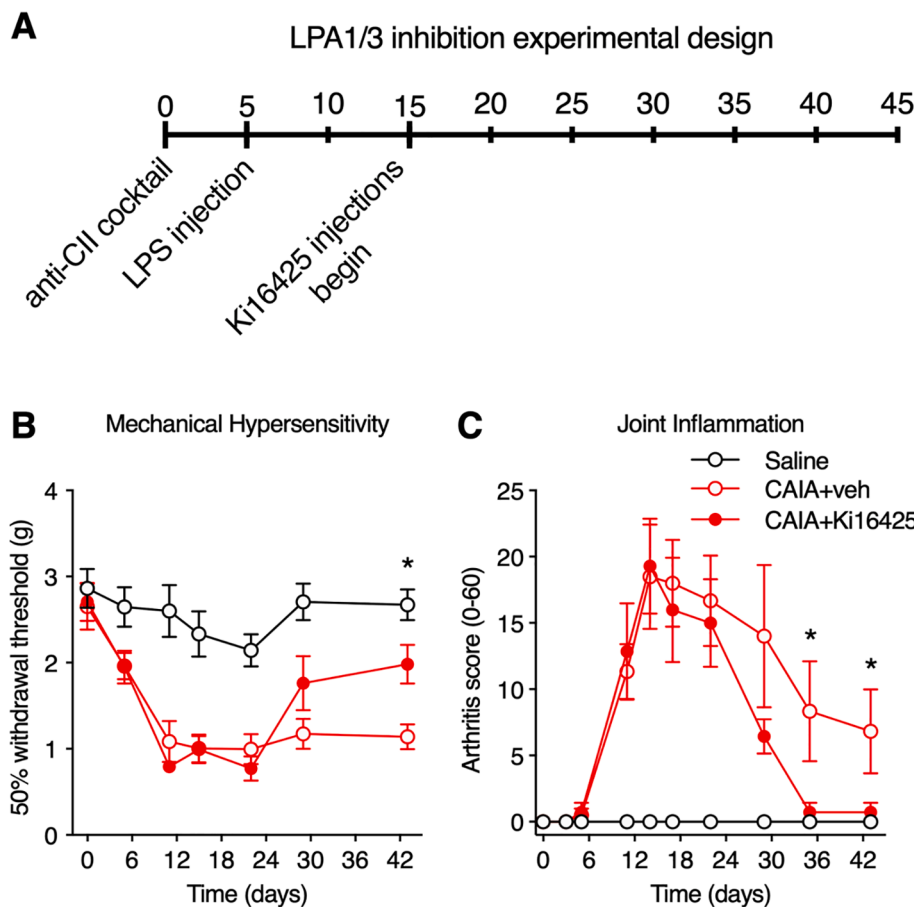 A
LPA1/3 inhibition experimental design
0 5 10 15 20 25 30 35 40 45
anti-CII cocktail
LPS injection
Ki16425 injections
begin
B
Mechanical Hypersensitivity
4
3
2
1
0
50% withdrawal threshold (g)
*
0 6 12 18 24 30 36 42
Time (days)
C
Joint Inflammation
Saline
CAIA+veh
CAIA+Ki16425
25
20
15
10
5
0
Arthritis score (0-60)
*
*
0 6 12 18 24 30 36 42
Time (days)